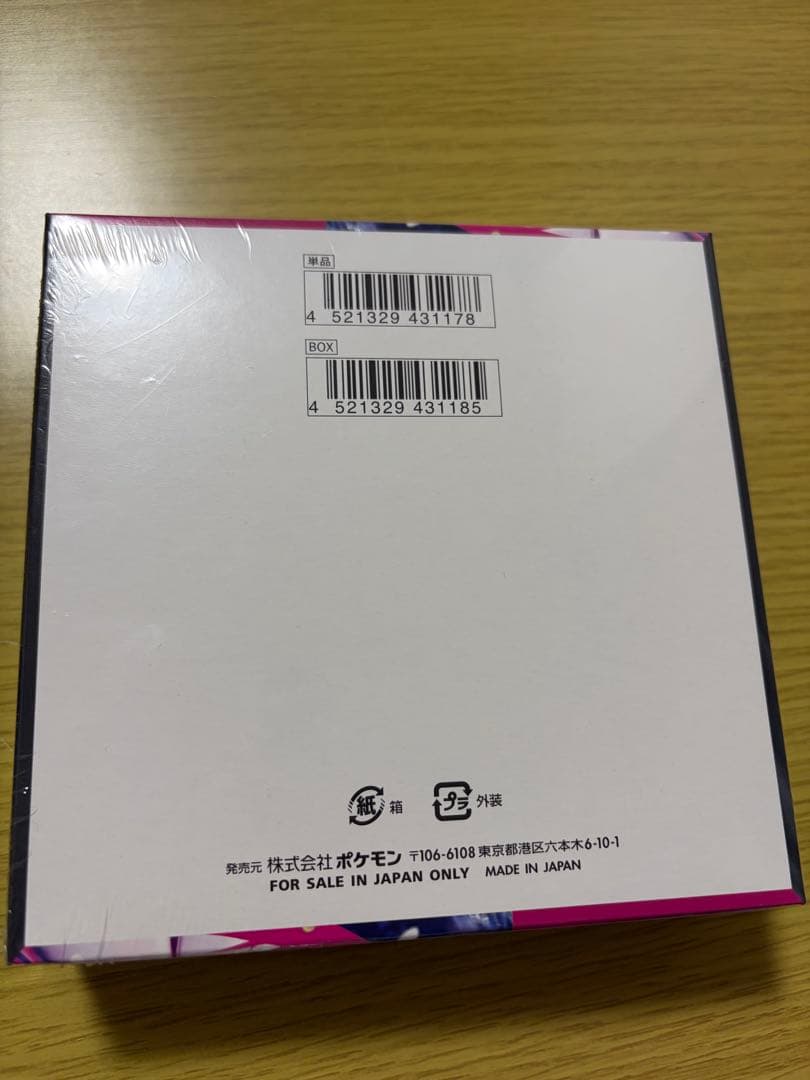 単品
4 521329 431178
BOX
4 521329 431185
紙 箱 プラ 外装
発売元 株式会社 ポケモン 〒106-6108 東京都港区六本木6-10-1
FOR SALE IN JAPAN ONLY MADE IN JAPAN